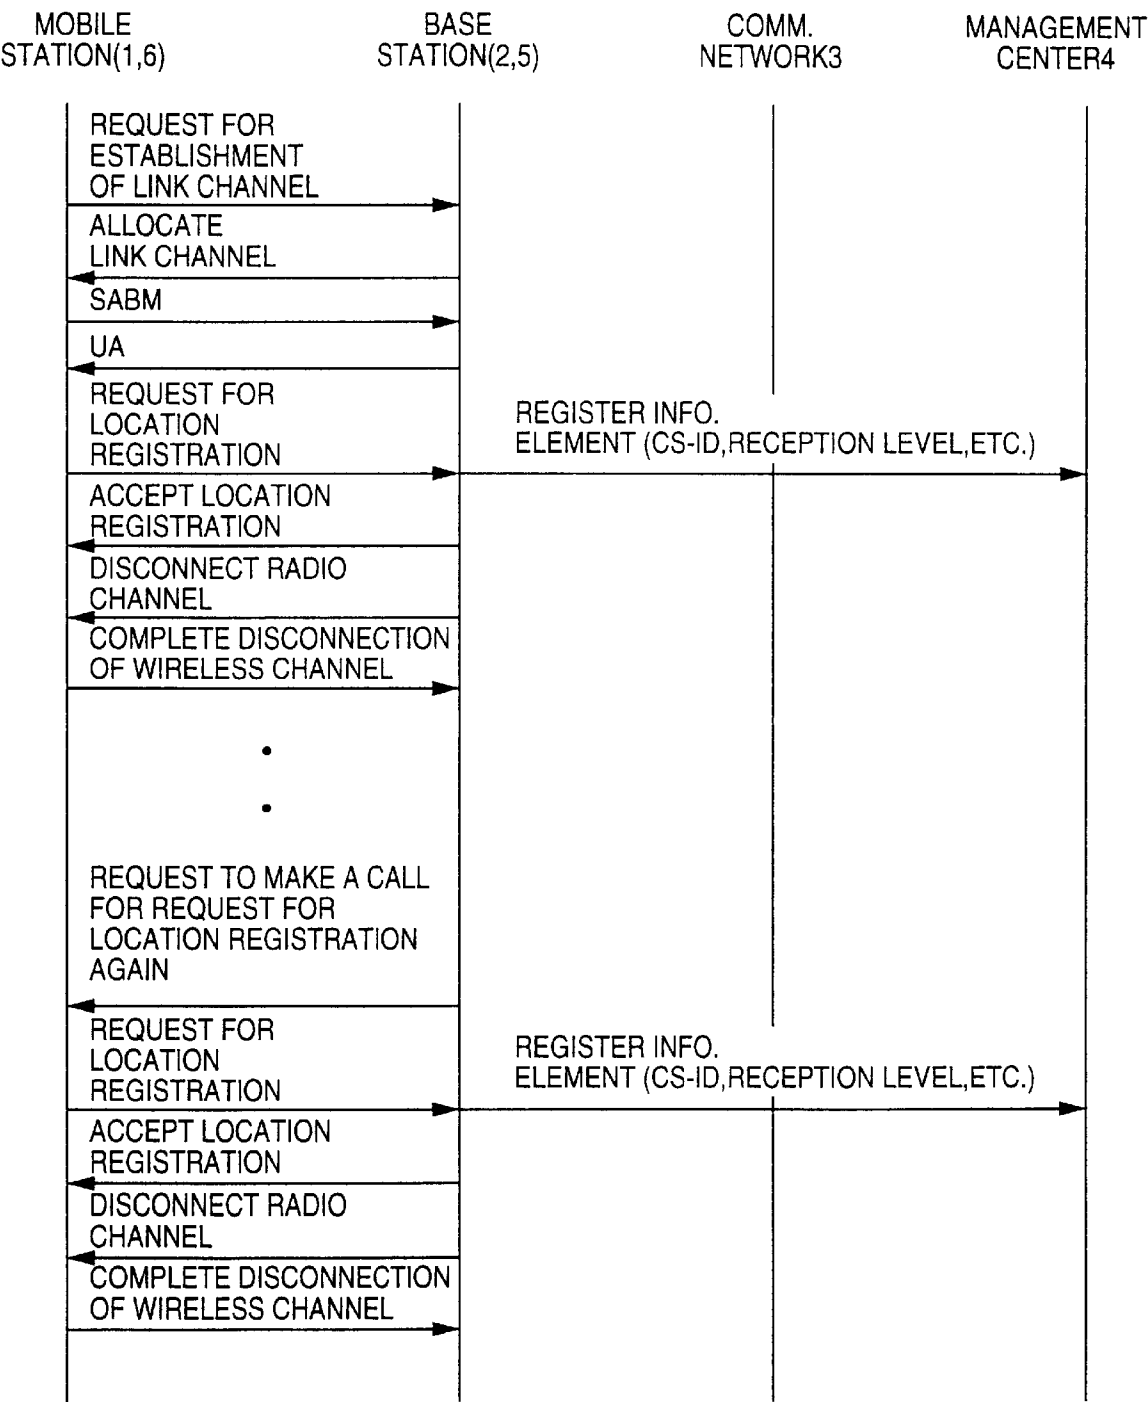 MOBILE
STATION(1,6)
BASE
STATION(2,5)
COMM.
NETWORK3
MANAGEMENT
CENTER4
REQUEST FOR
ESTABLISHMENT
OF LINK CHANNEL
ALLOCATE
LINK CHANNEL
SABM
UA
REQUEST FOR
LOCATION
REGISTRATION
REGISTER INFO.
ELEMENT (CS-ID,RECEPTION LEVEL,ETC.)
ACCEPT LOCATION
REGISTRATION
DISCONNECT RADIO
CHANNEL
COMPLETE DISCONNECTION
OF WIRELESS CHANNEL
REQUEST TO MAKE A CALL
FOR REQUEST FOR
LOCATION REGISTRATION
AGAIN
REQUEST FOR
LOCATION
REGISTRATION
REGISTER INFO.
ELEMENT (CS-ID,RECEPTION LEVEL,ETC.)
ACCEPT LOCATION
REGISTRATION
DISCONNECT RADIO
CHANNEL
COMPLETE DISCONNECTION
OF WIRELESS CHANNEL